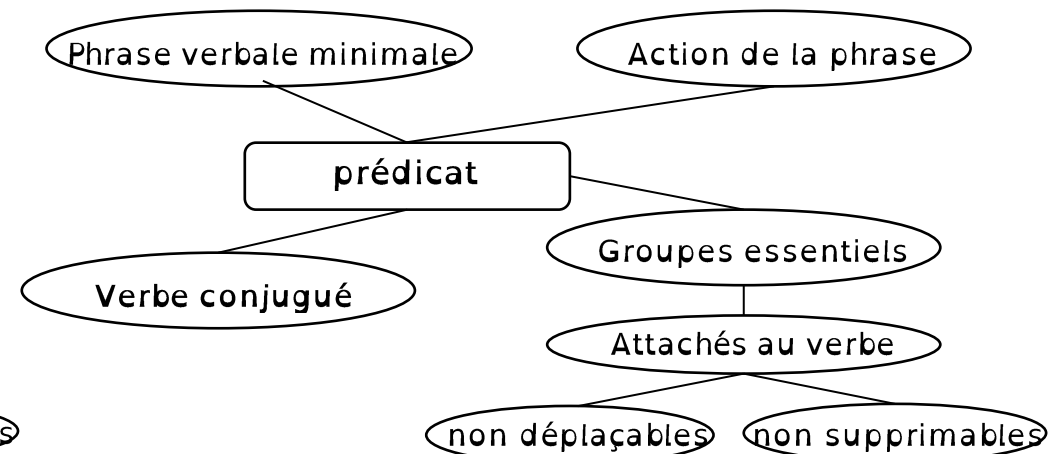 Phrase verbale minimale
Action de la phrase
prédicat
Groupes essentiels
Verbe conjugué
Attachés au verbe
non déplaçables
non supprimables